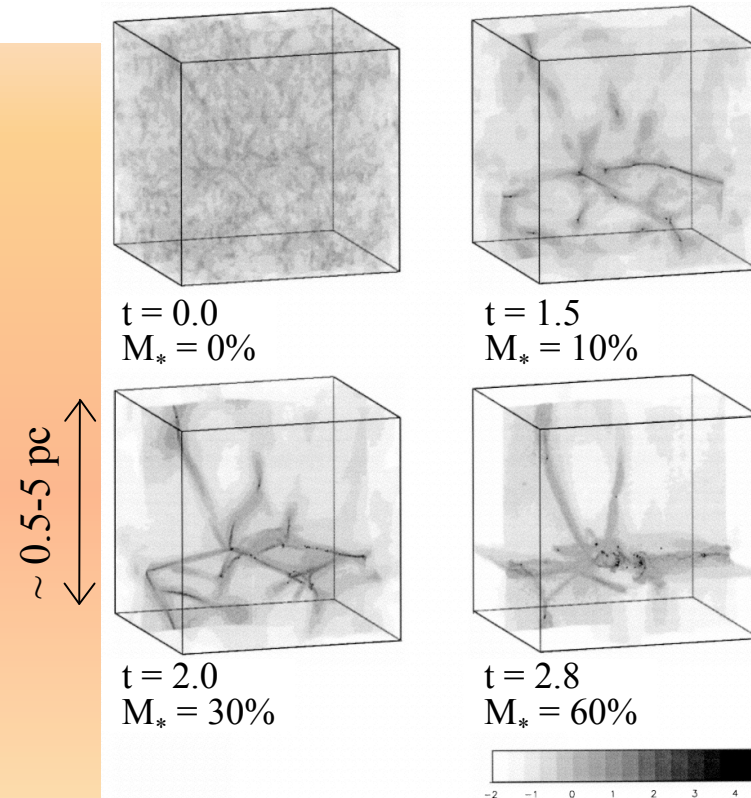 t = 0.0
M* = 0%
t = 1.5
M* = 10%
~ 0.5-5 pc
t = 2.0
M* = 30%
t = 2.8
M* = 60%
-2 -1 0 1 2 3 4